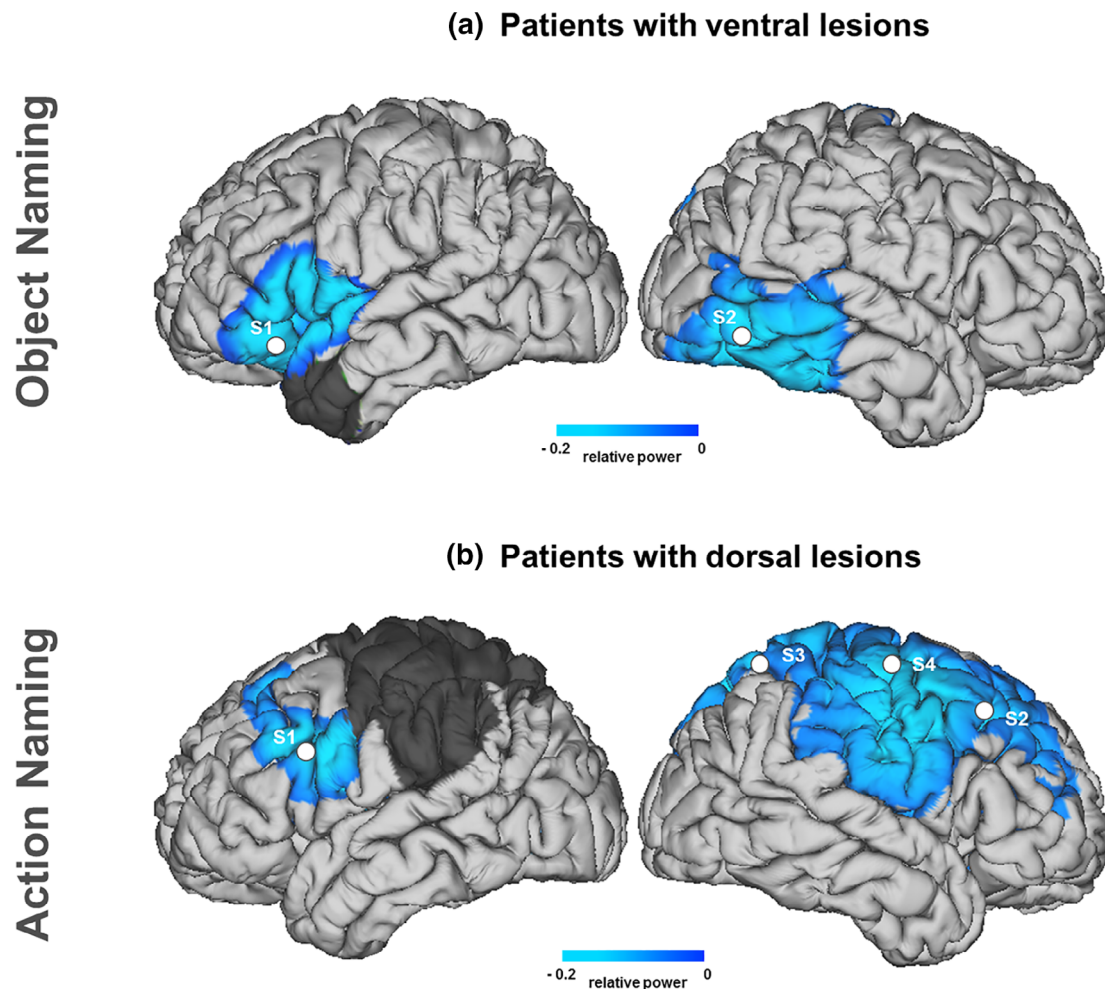 (a) Patients with ventral lesions
Object Naming
S1
S2
- 0.2 0
relative power
(b) Patients with dorsal lesions
Action Naming
S1
S3
S4
S2
- 0.2 0
relative power